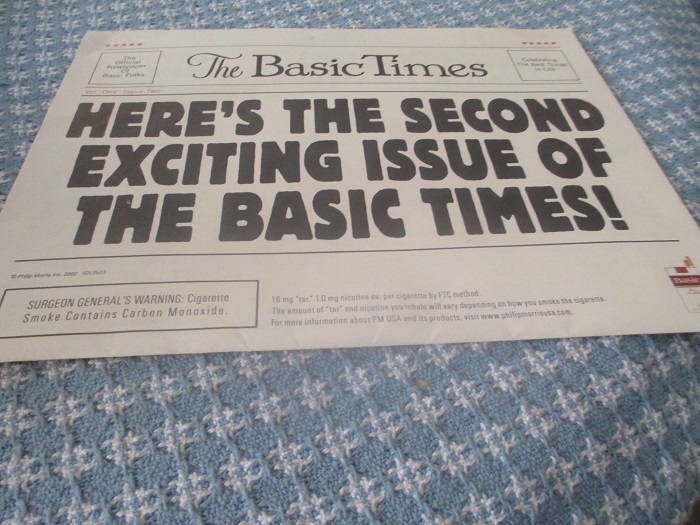 The Official Newspaper Of Basic Folks
The Basic Times
Celebrating The Best Things In Life
Vol. One Issue Two
HERE'S THE SECOND
EXCITING ISSUE OF
THE BASIC TIMES!
© Philip Morris Inc. 2002
SURGEON GENERAL'S WARNING: Cigarette
Smoke Contains Carbon Monoxide.
16 mg "tar," 1.0 mg nicotine av. per cigarette by FTC method.
The amount of "tar" and nicotine you inhale will vary depending on how you smoke the cigarette.
For more information about PM USA and its products, visit www.philipmorrisusa.com.
Basic